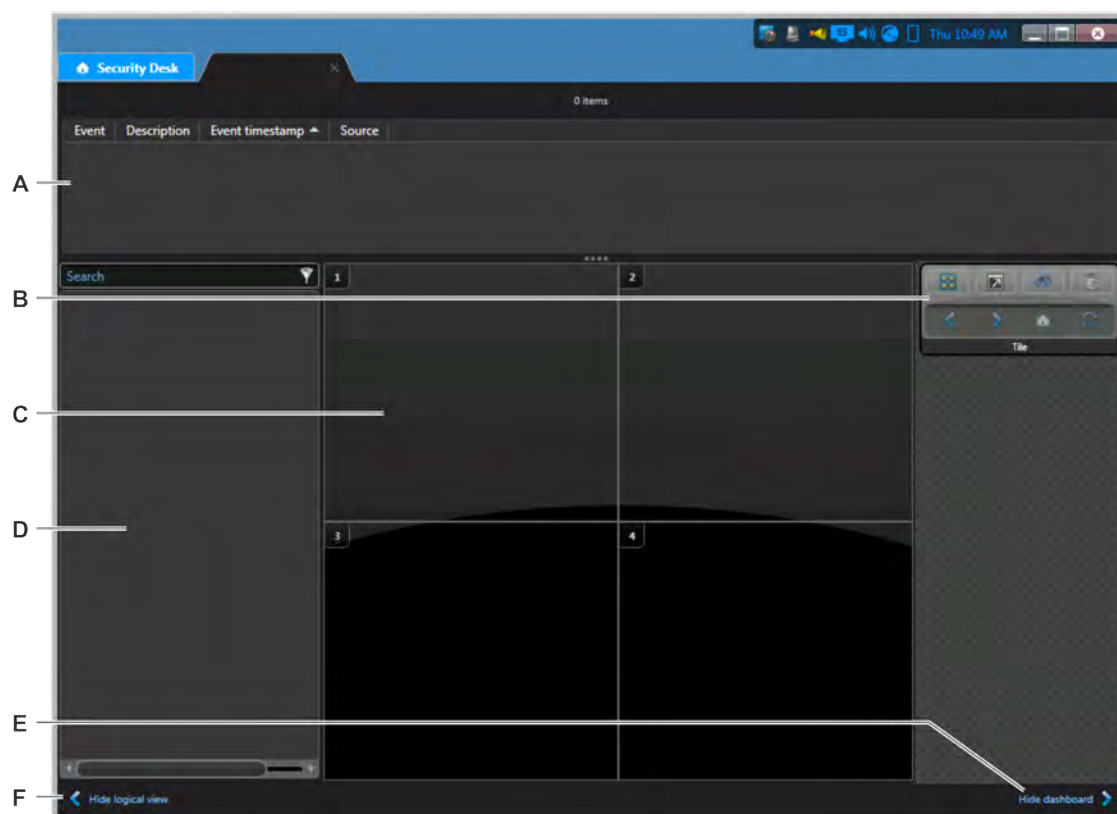 Thu 10:49 AM
Security Desk
0 items
Event Description Event timestamp Source
A
Search
1
2
B
Tile
C
D
3
4
E
F
Hide logical view
Hide dashboard